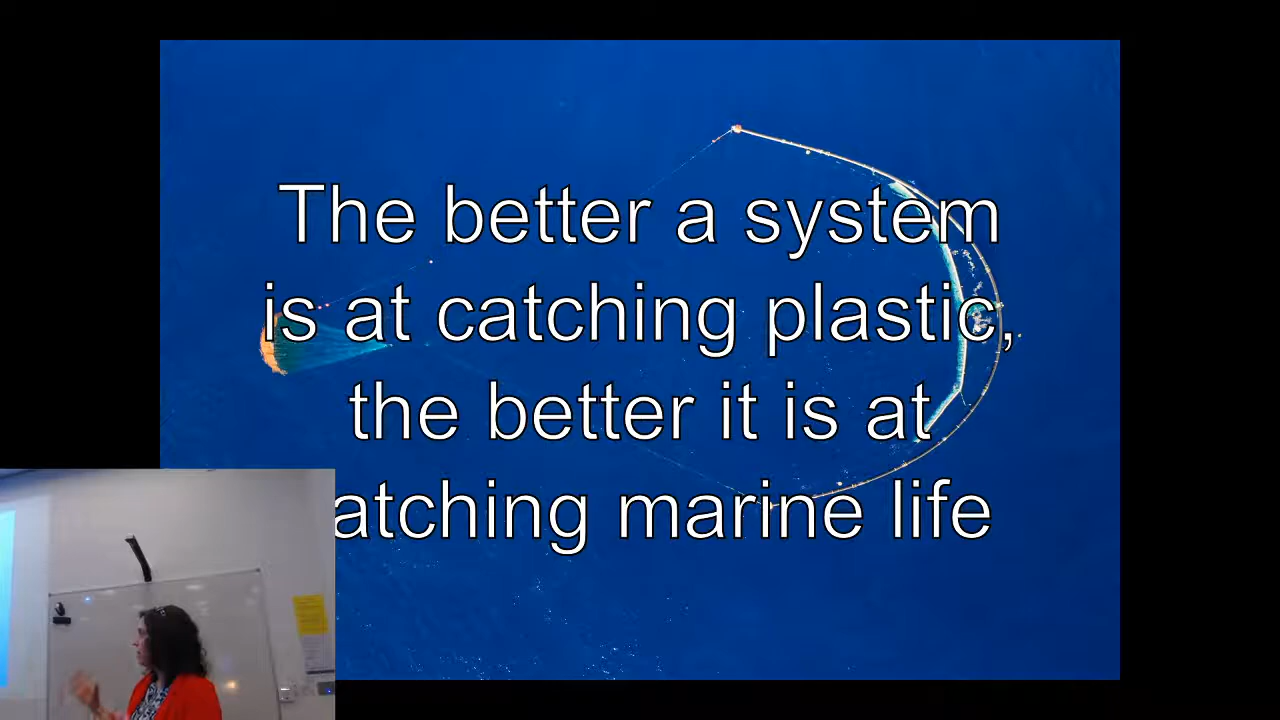 The better a system
is at catching plastic,
the better it is at
atching marine life